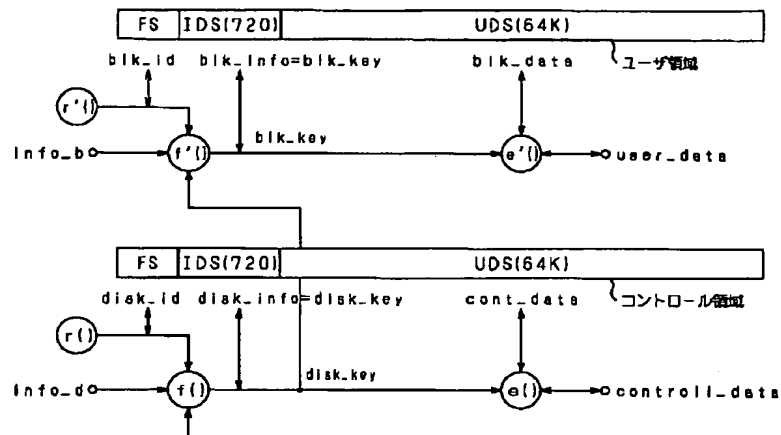 FS IDS(720) UDS(64K)
blk_id blk_info=blk_key blk_data ユーザ領域
r'()
blk_key
info_b f'() e'() user_data
FS IDS(720) UDS(64K)
disk_id disk_info=disk_key cont_data コントロール領域
r()
disk_key
info_d f() e() controll_data